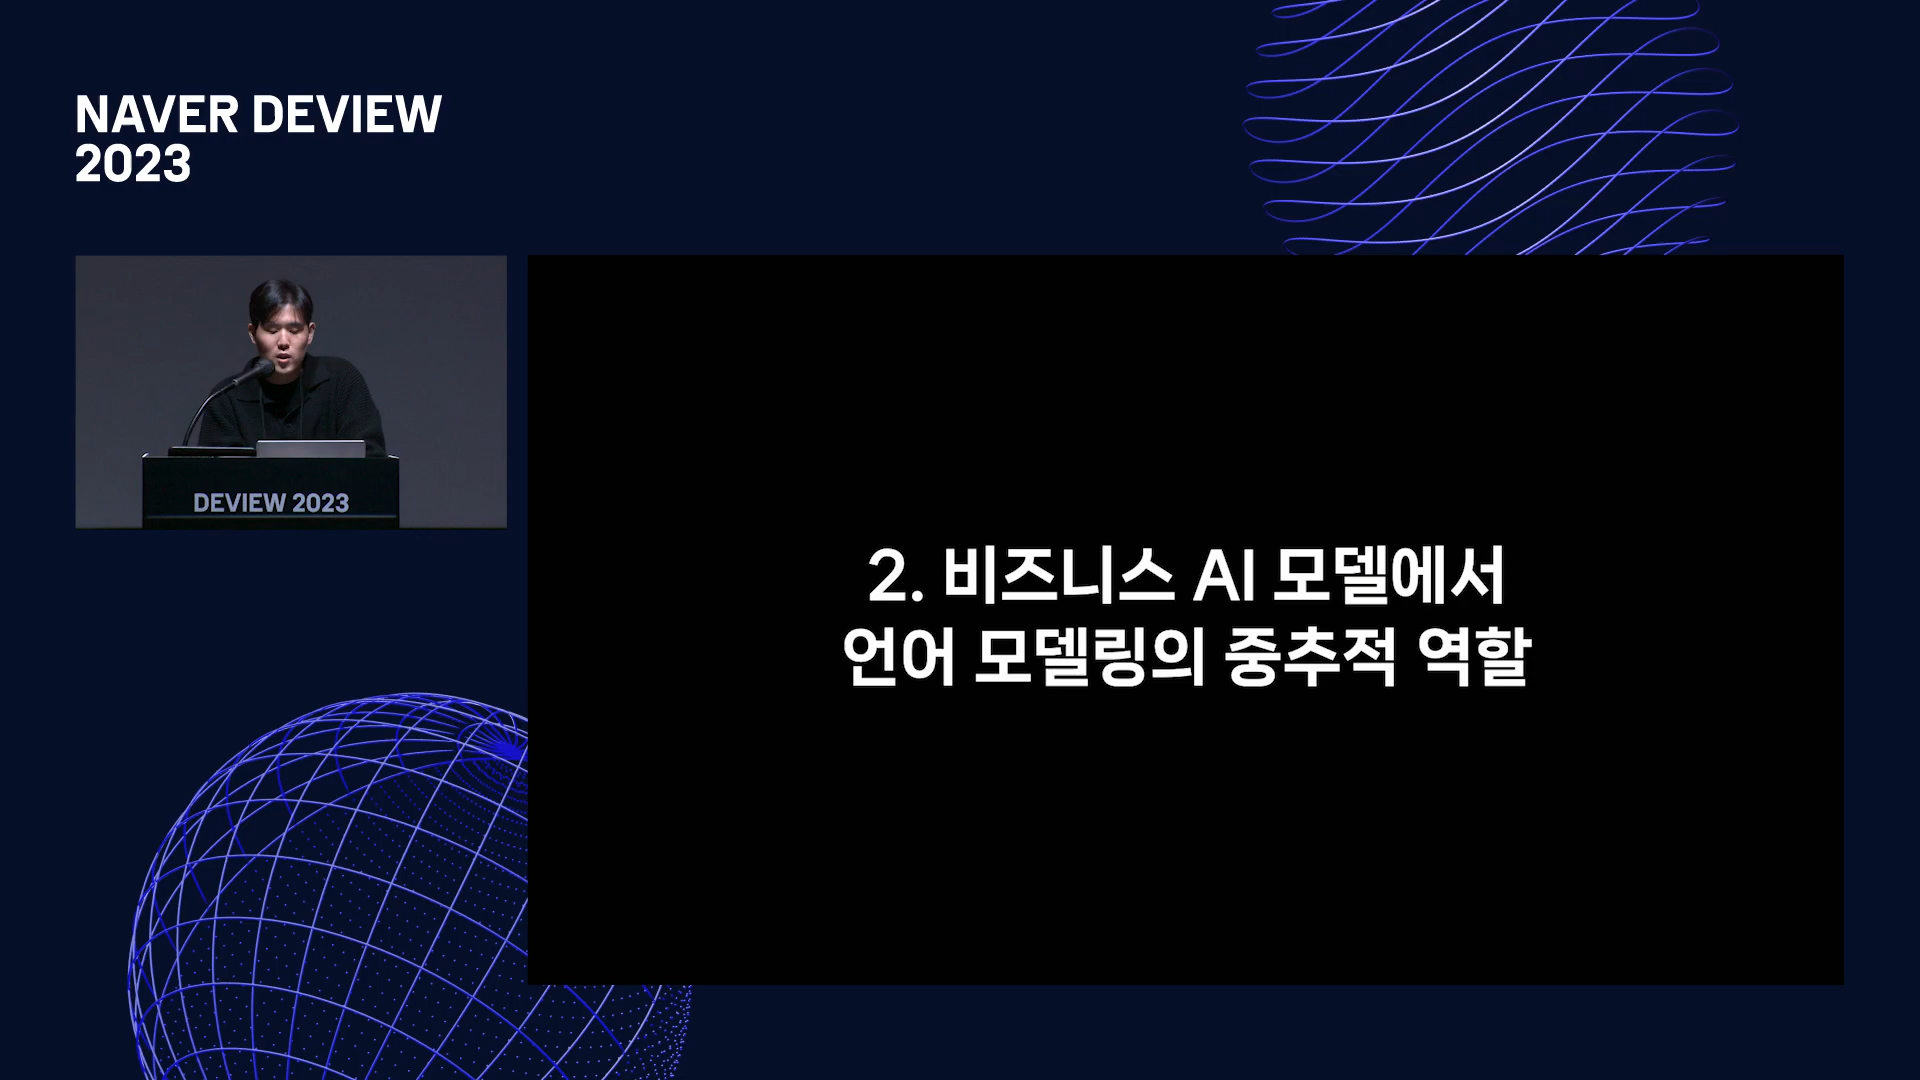 NAVER DEVIEW
2023
DEVIEW 2023
2. 비즈니스 AI 모델에서
언어 모델링의 중추적 역할